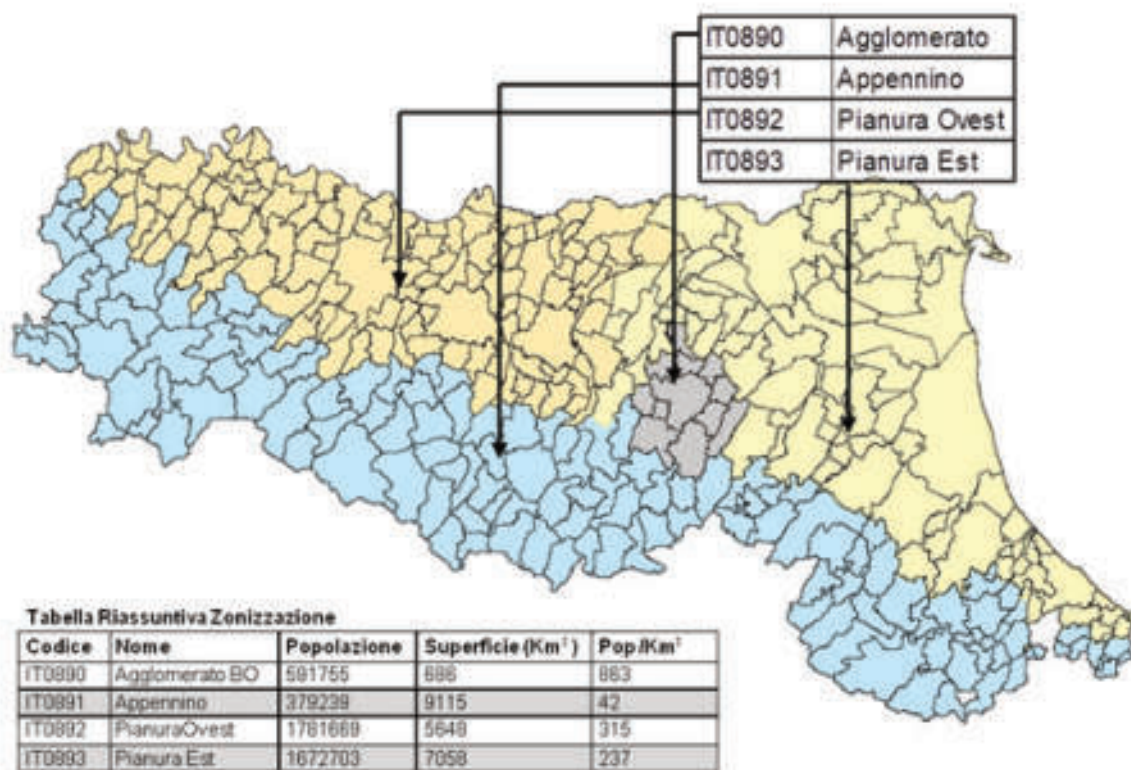 IT0890 Agglomerato
IT0891 Appennino
IT0892 Pianura Ovest
IT0893 Pianura Est
Tabella Riassuntiva Zonizzazione
Codice Nome Popolazione Superficie (Km²) Pop/Km²
IT0890 Agglomerato BO 591755 686 863
IT0891 Appennino 379239 9115 42
IT0892 PianuraOvest 1781669 5648 315
IT0893 Pianura Est 1672703 7058 237